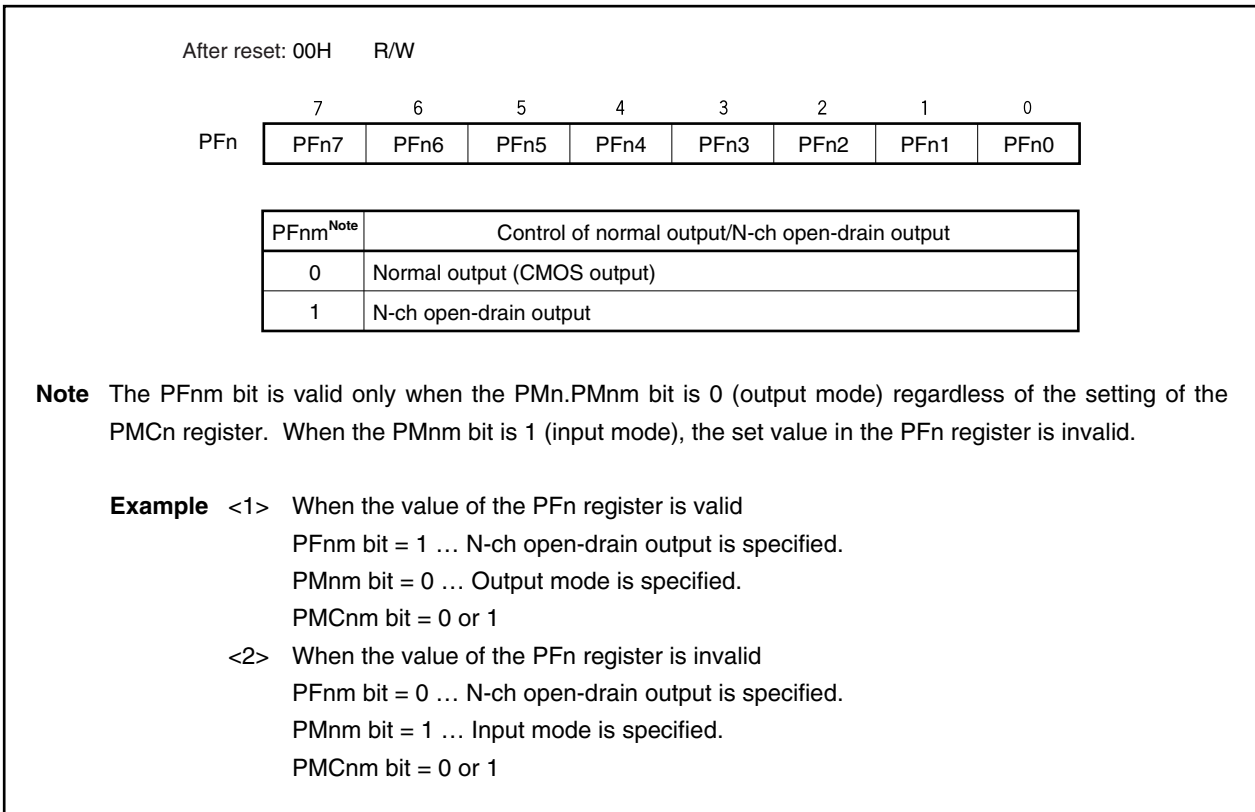 After reset: 00H R/W
7 6 5 4 3 2 1 0
PFn PFn7 PFn6 PFn5 PFn4 PFn3 PFn2 PFn1 PFn0
PFnmNote Control of normal output/N-ch open-drain output
0 Normal output (CMOS output)
1 N-ch open-drain output
Note The PFnm bit is valid only when the PMn.PMnm bit is 0 (output mode) regardless of the setting of the
PMCn register. When the PMnm bit is 1 (input mode), the set value in the PFn register is invalid.
Example <1> When the value of the PFn register is valid
PFnm bit = 1 … N-ch open-drain output is specified.
PMnm bit = 0 … Output mode is specified.
PMCnm bit = 0 or 1
<2> When the value of the PFn register is invalid
PFnm bit = 0 … N-ch open-drain output is specified.
PMnm bit = 1 … Input mode is specified.
PMCnm bit = 0 or 1